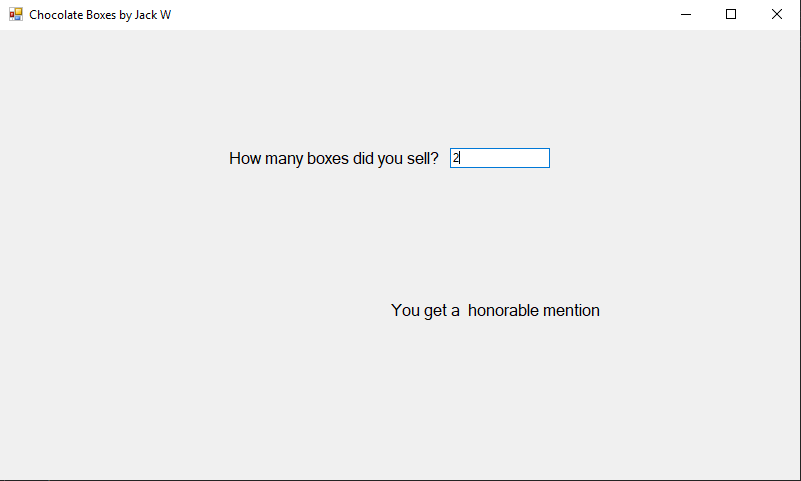 Chocolate Boxes by Jack W
How many boxes did you sell? 2
You get a  honorable mention